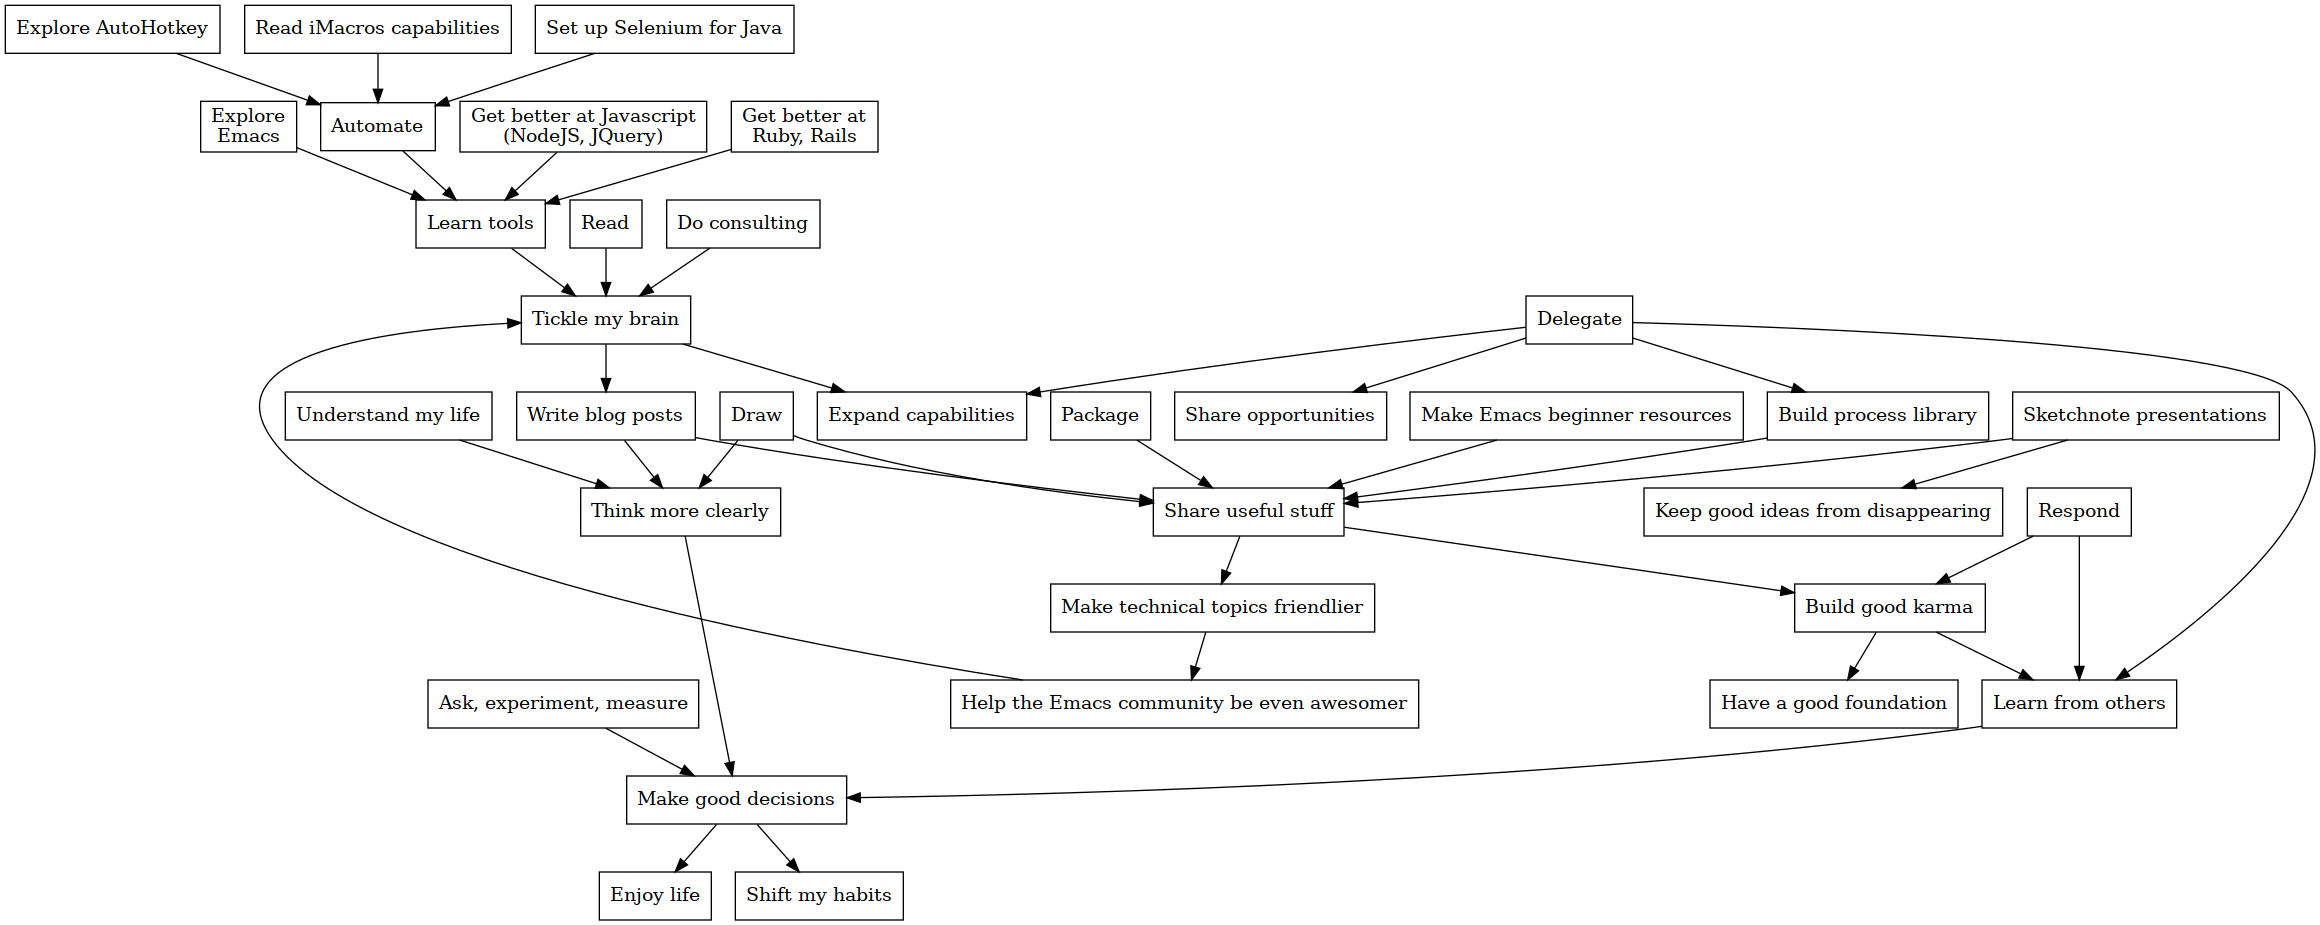 Explore AutoHotkey
Read iMacros capabilities
Set up Selenium for Java
Explore
Emacs
Automate
Get better at Javascript
(NodeJS, JQuery)
Get better at
Ruby, Rails
Learn tools
Read
Do consulting
Tickle my brain
Delegate
Understand my life
Write blog posts
Draw
Expand capabilities
Package
Share opportunities
Make Emacs beginner resources
Build process library
Sketchnote presentations
Think more clearly
Share useful stuff
Keep good ideas from disappearing
Respond
Make technical topics friendlier
Build good karma
Ask, experiment, measure
Help the Emacs community be even awesomer
Have a good foundation
Learn from others
Make good decisions
Enjoy life
Shift my habits